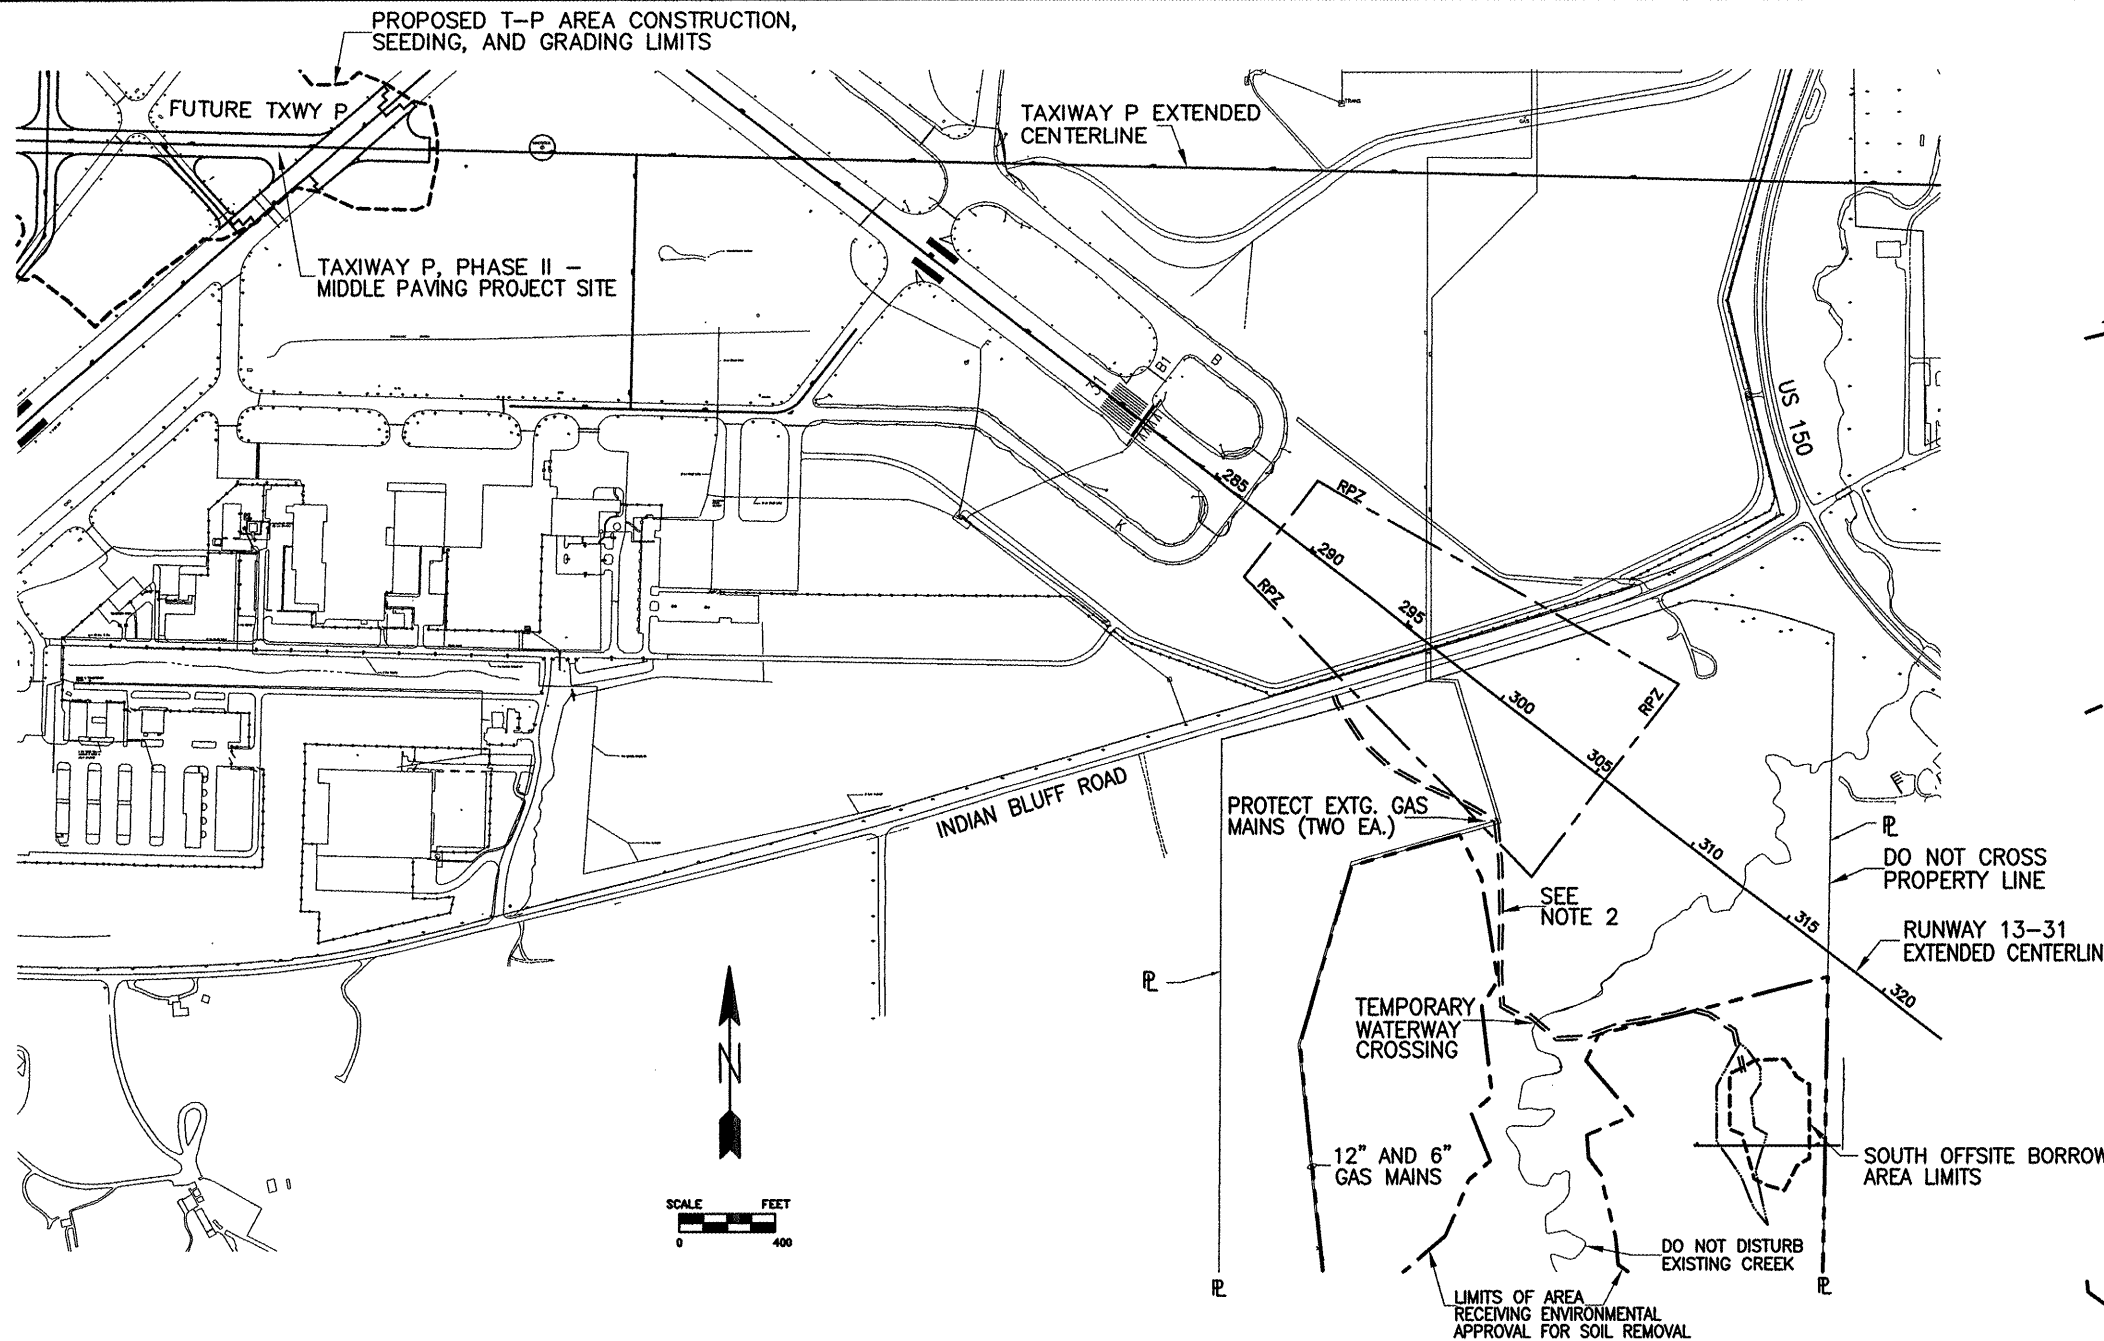 PROPOSED T-P AREA CONSTRUCTION,
SEEDING, AND GRADING LIMITS
FUTURE TXWY P
TAXIWAY P EXTENDED
CENTERLINE
TRANS
GAS
TAXIWAY P, PHASE II -
MIDDLE PAVING PROJECT SITE
31
B1
B
K
US 150
285
290
295
300
305
310
315
320
RPZ
RPZ
RPZ
INDIAN BLUFF ROAD
PROTECT EXTG. GAS
MAINS (TWO EA.)
SEE
NOTE 2
PL
DO NOT CROSS
PROPERTY LINE
RUNWAY 13-31
EXTENDED CENTERLIN
PL
TEMPORARY
WATERWAY
CROSSING
N
12" AND 6"
GAS MAINS
SOUTH OFFSITE BORROW
AREA LIMITS
SCALE FEET
0 400
DO NOT DISTURB
EXISTING CREEK
PL
PL
LIMITS OF AREA
RECEIVING ENVIRONMENTAL
APPROVAL FOR SOIL REMOVAL